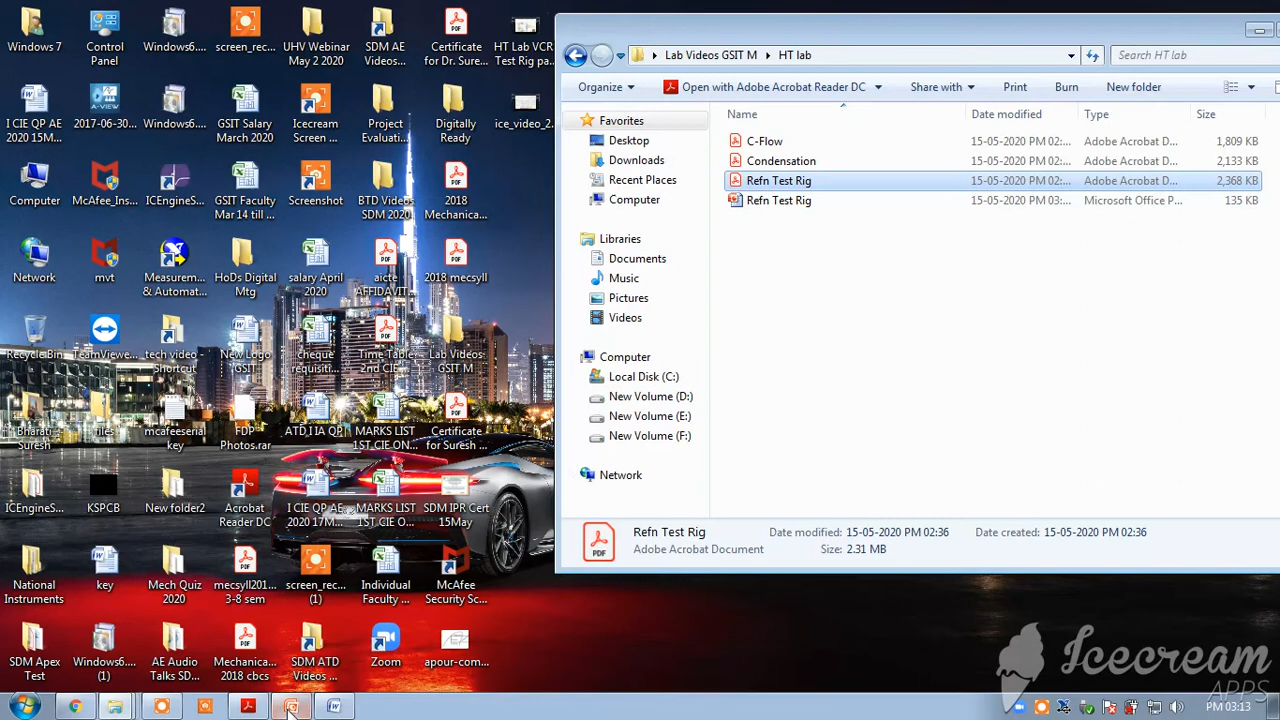 Windows 7
Control
Panel
Windows6....
screen_rec...
UHV Webinar
May 2 2020
SDM AE
Videos...
Certificate
for Dr. Sure...
HT Lab VCR
Test Rig pa...
I CIE QP AE
2020 15M...
2017-06-30...
Windows6....
GSIT Salary
March 2020
Icecream
Screen ...
Project
Evaluati...
Digitally
Ready
ice_video_2...
Computer
McAfee_Ins...
ICEngineS...
GSIT Faculty
Mar 14 till ...
Screenshot
BTD Videos
SDM 2020
2018
Mechanica...
Network
mvt
Measurem...
& Automat...
HoDs Digital
Mtg
salary April
2020
aicte
AFFIDAVIT...
2018 mecsyll
Recycle Bin
TeamViewe...
tech video -
Shortcut
New Logo
GSIT
cheque
requisiti...
Time Table
2nd CIE...
Lab Videos
GSIT M
Bharati
Suresh
files
mcafeeserial
key
FDP
Photos.rar
ATD I IA QP
MARKS LIST
1ST CIE ON...
Certificate
for Suresh ...
ICEngineS...
KSPCB
New folder2
Acrobat
Reader DC
I CIE QP AE
2020 17M...
MARKS LIST
1ST CIE O...
SDM IPR Cert
15May
National
Instruments
key
Mech Quiz
2020
mecsyll201...
3-8 sem
screen_rec...
(1)
Individual
Faculty ...
McAfee
Security Sc...
SDM Apex
Test
Windows6....
(1)
AE Audio
Talks SD...
Mechanica...
2018 cbcs
SDM ATD
Videos ...
Zoom
apour-com...
Lab Videos GSIT M HT lab
Search HT lab
Organize Open with Adobe Acrobat Reader DC Share with Print Burn New folder
Name Date modified Type Size
C-Flow 15-05-2020 PM 02:... Adobe Acrobat D... 1,809 KB
Condensation 15-05-2020 PM 02:... Adobe Acrobat D... 2,133 KB
Refn Test Rig 15-05-2020 PM 02:... Adobe Acrobat D... 2,368 KB
Refn Test Rig 15-05-2020 PM 03:... Microsoft Office P... 135 KB
Favorites
Desktop
Downloads
Recent Places
Computer
Libraries
Documents
Music
Pictures
Videos
Computer
Local Disk (C:)
New Volume (D:)
New Volume (E:)
New Volume (F:)
Network
Refn Test Rig Date modified: 15-05-2020 PM 02:36 Date created: 15-05-2020 PM 02:36
Adobe Acrobat Document Size: 2.31 MB
PDF
Icecream
APPS
PM 03:13